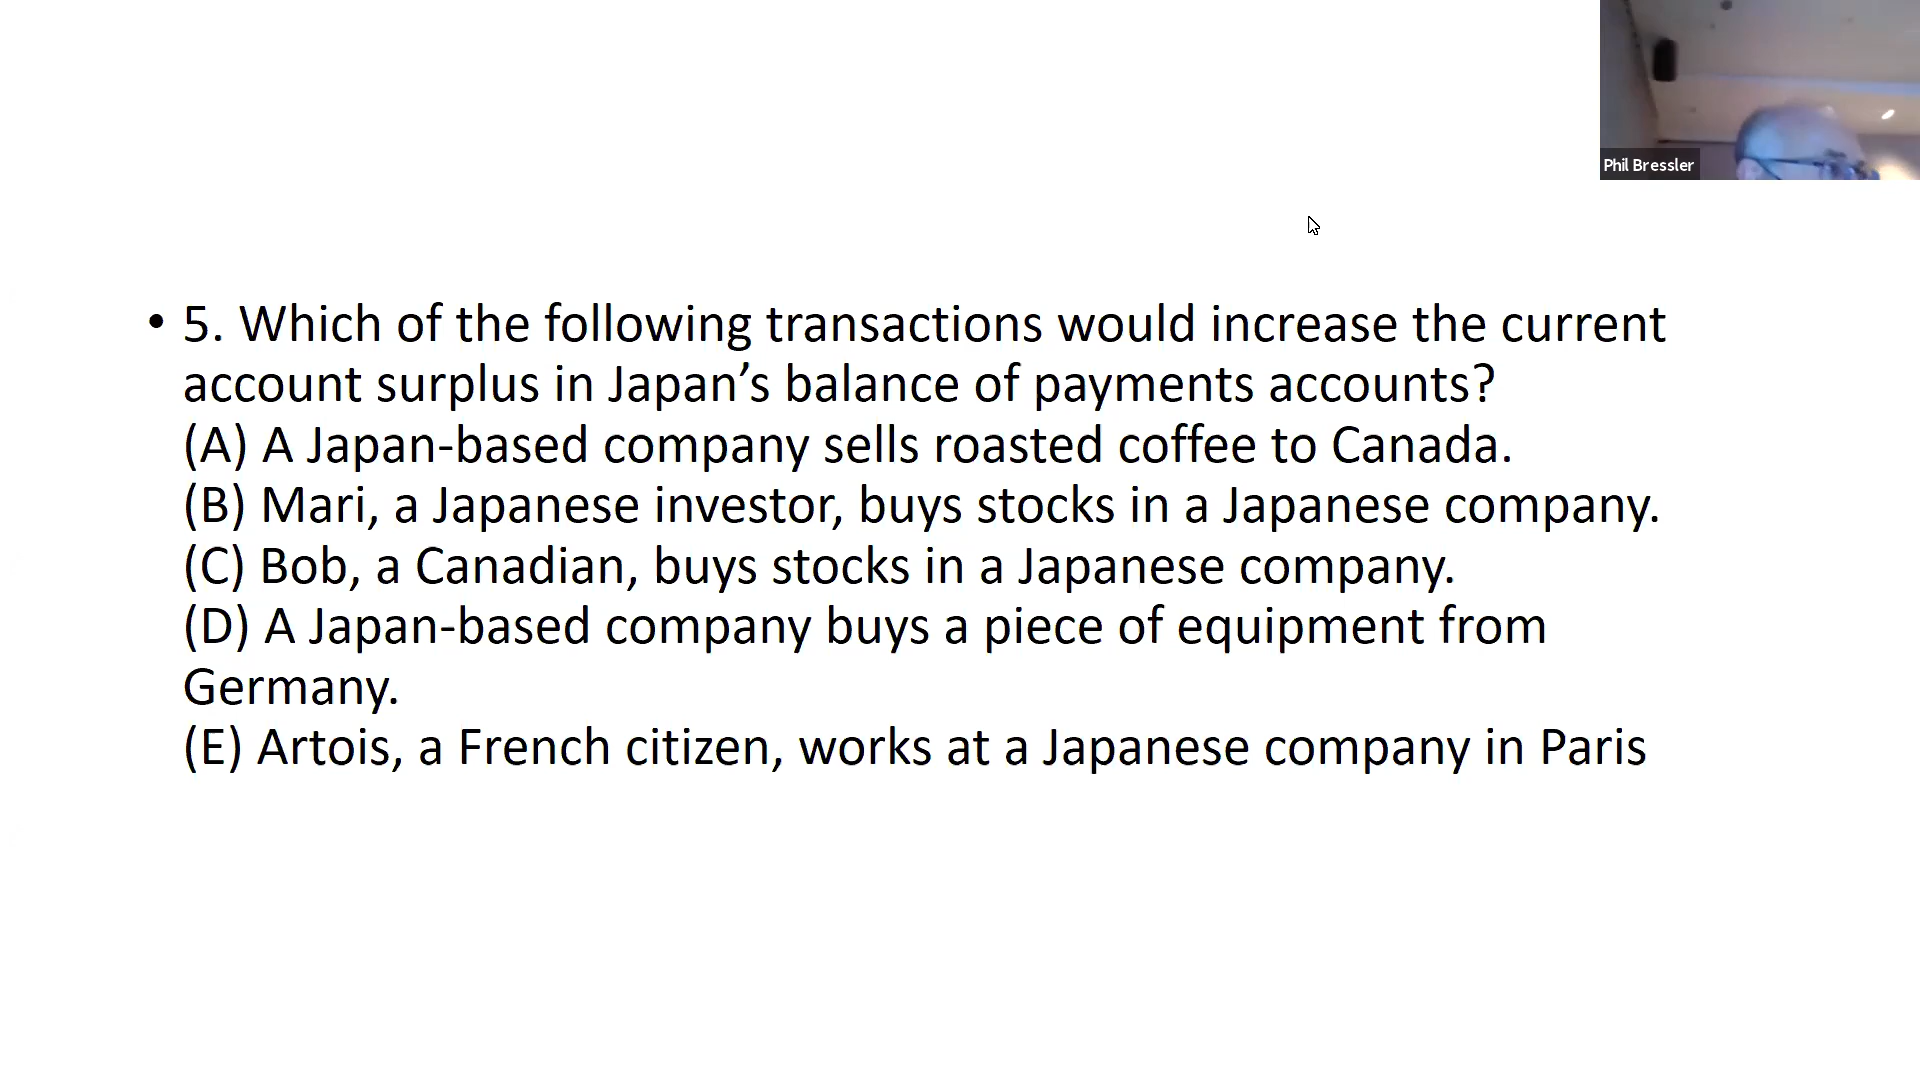 Phil Bressler
• 5. Which of the following transactions would increase the current
account surplus in Japan’s balance of payments accounts?
(A) A Japan-based company sells roasted coffee to Canada.
(B) Mari, a Japanese investor, buys stocks in a Japanese company.
(C) Bob, a Canadian, buys stocks in a Japanese company.
(D) A Japan-based company buys a piece of equipment from
Germany.
(E) Artois, a French citizen, works at a Japanese company in Paris